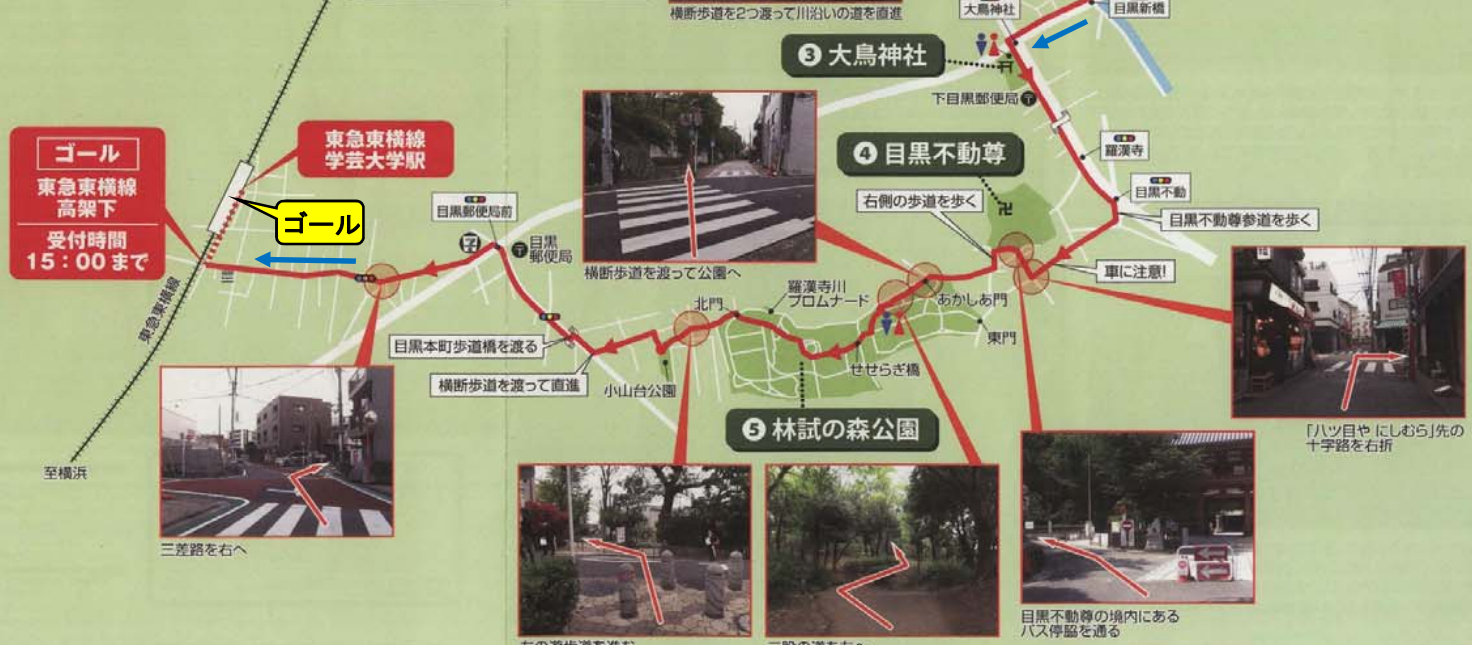 横断歩道を2つ渡って川沿いの道を直進
大鳥神社
目黒新橋
❸ 大鳥神社
下目黒郵便局
ゴール
東急東横線
高架下
受付時間
15：00 まで
東急東横線
学芸大学駅
ゴール
❹ 目黒不動尊
羅漢寺
目黒不動
右側の歩道を歩く
目黒不動尊参道を歩く
目黒郵便局前
目黒
郵便局
横断歩道を渡って公園へ
車に注意!
東急東横線
北門
羅漢寺川
プロムナード
あかしあ門
東門
せせらぎ橋
目黒本町歩道橋を渡る
横断歩道を渡って直進
小山台公園
❺ 林試の森公園
「八ツ目や にしむら」先の
十字路を右折
至横浜
三差路を右へ
目黒不動尊の境内にある
バス停脇を通る